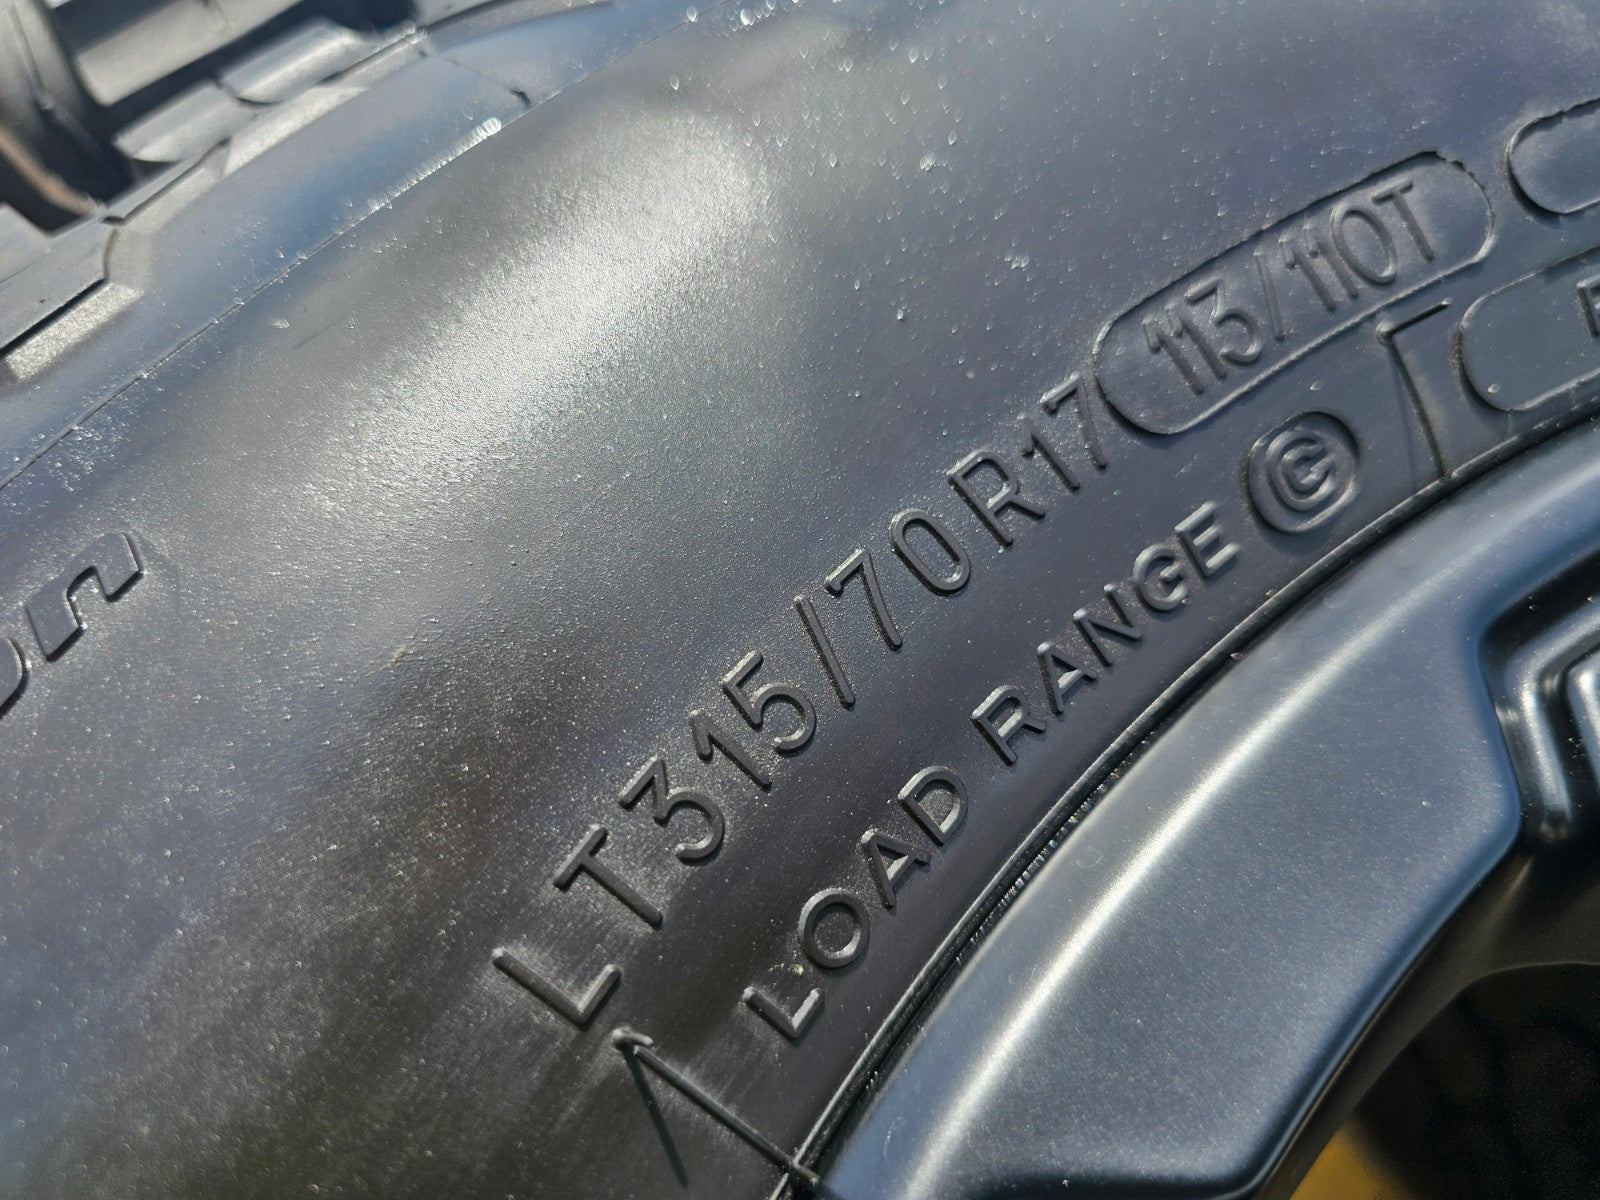 LT315/70R17 113/110T
LOAD RANGE C